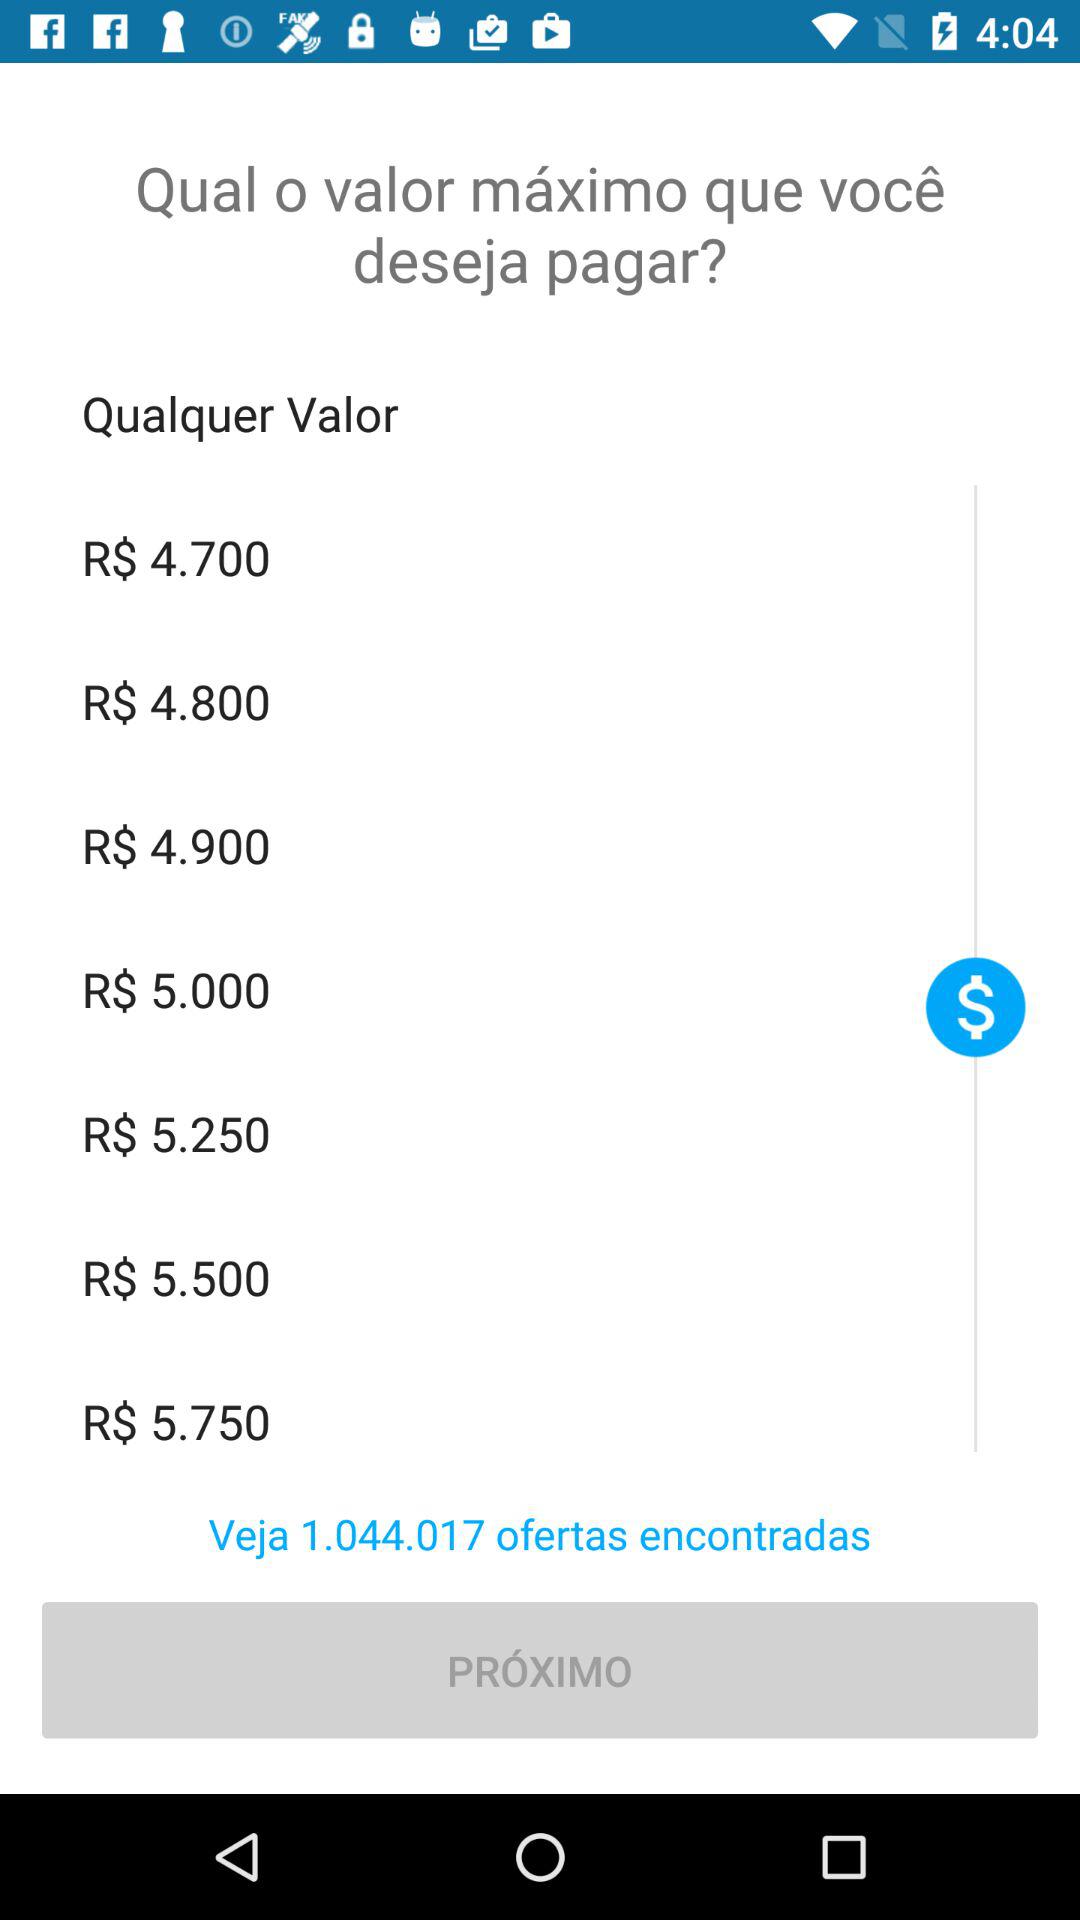 FAKE
4:04
Qual o valor máximo que você
deseja pagar?
Qualquer Valor
R$ 4.700
R$ 4.800
R$ 4.900
R$ 5.000
R$ 5.250
R$ 5.500
R$ 5.750
Veja 1.044.017 ofertas encontradas
PRÓXIMO